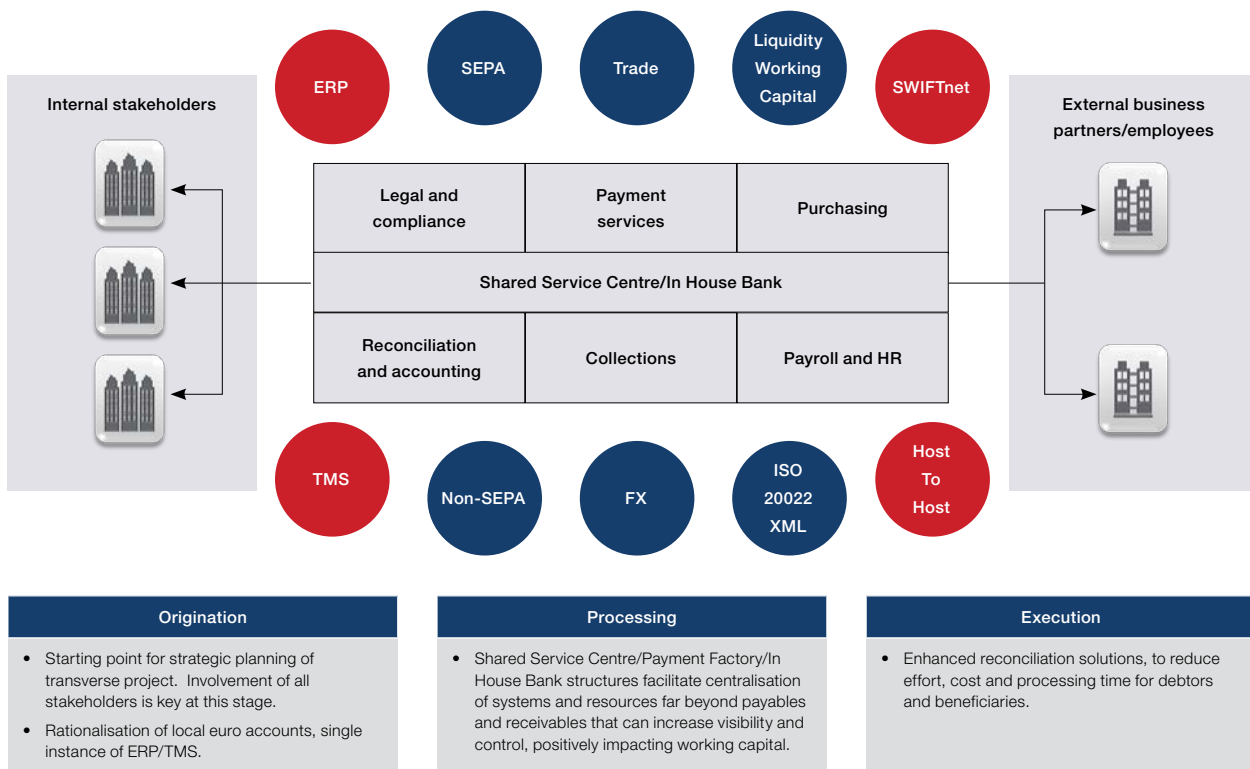 Internal stakeholders
ERP
SEPA
Trade
Liquidity
Working
Capital
SWIFTnet
External business
partners/employees
Legal and
compliance
Payment
services
Purchasing
Shared Service Centre/In House Bank
Reconciliation
and accounting
Collections
Payroll and HR
TMS
Non-SEPA
FX
ISO
20022
XML
Host
To
Host
Origination
• Starting point for strategic planning of
transverse project. Involvement of all
stakeholders is key at this stage.
• Rationalisation of local euro accounts, single
instance of ERP/TMS.
Processing
• Shared Service Centre/Payment Factory/In
House Bank structures facilitate centralisation
of systems and resources far beyond payables
and receivables that can increase visibility and
control, positively impacting working capital.
Execution
• Enhanced reconciliation solutions, to reduce
effort, cost and processing time for debtors
and beneficiaries.